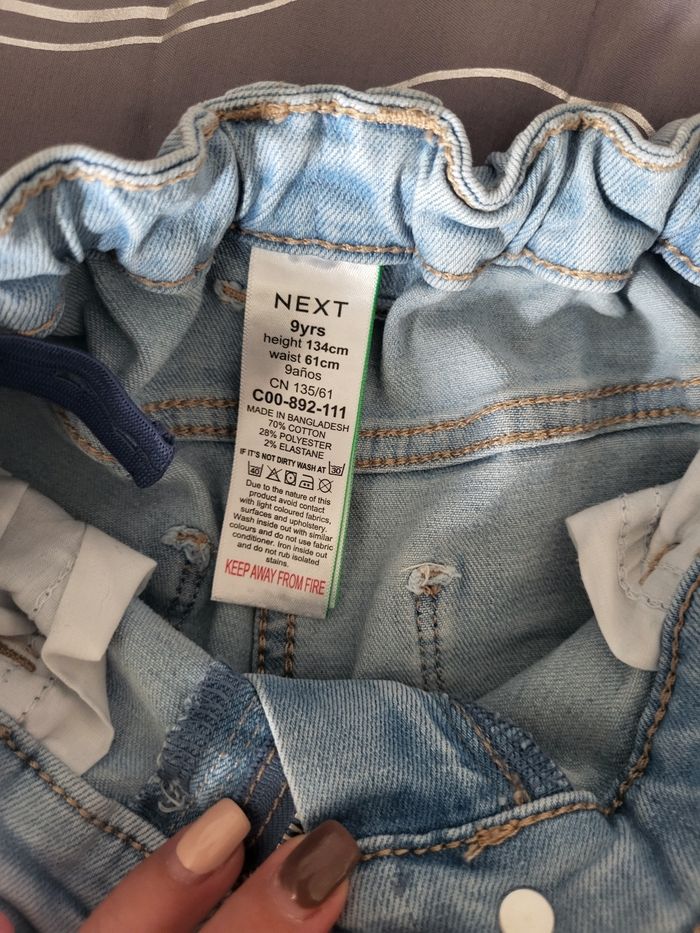 NEXT
9yrs
height 134cm
waist 61cm
9años
CN 135/61
C00-892-111
MADE IN BANGLADESH
70% COTTON
28% POLYESTER
2% ELASTANE
IF IT'S NOT DIRTY WASH AT 30
40
Due to the nature of this
product avoid contact
with light coloured fabrics,
surfaces and upholstery.
Wash inside out with similar
colours and do not use fabric
conditioner. Iron inside out
and do not rub isolated
stains.
KEEP AWAY FROM FIRE